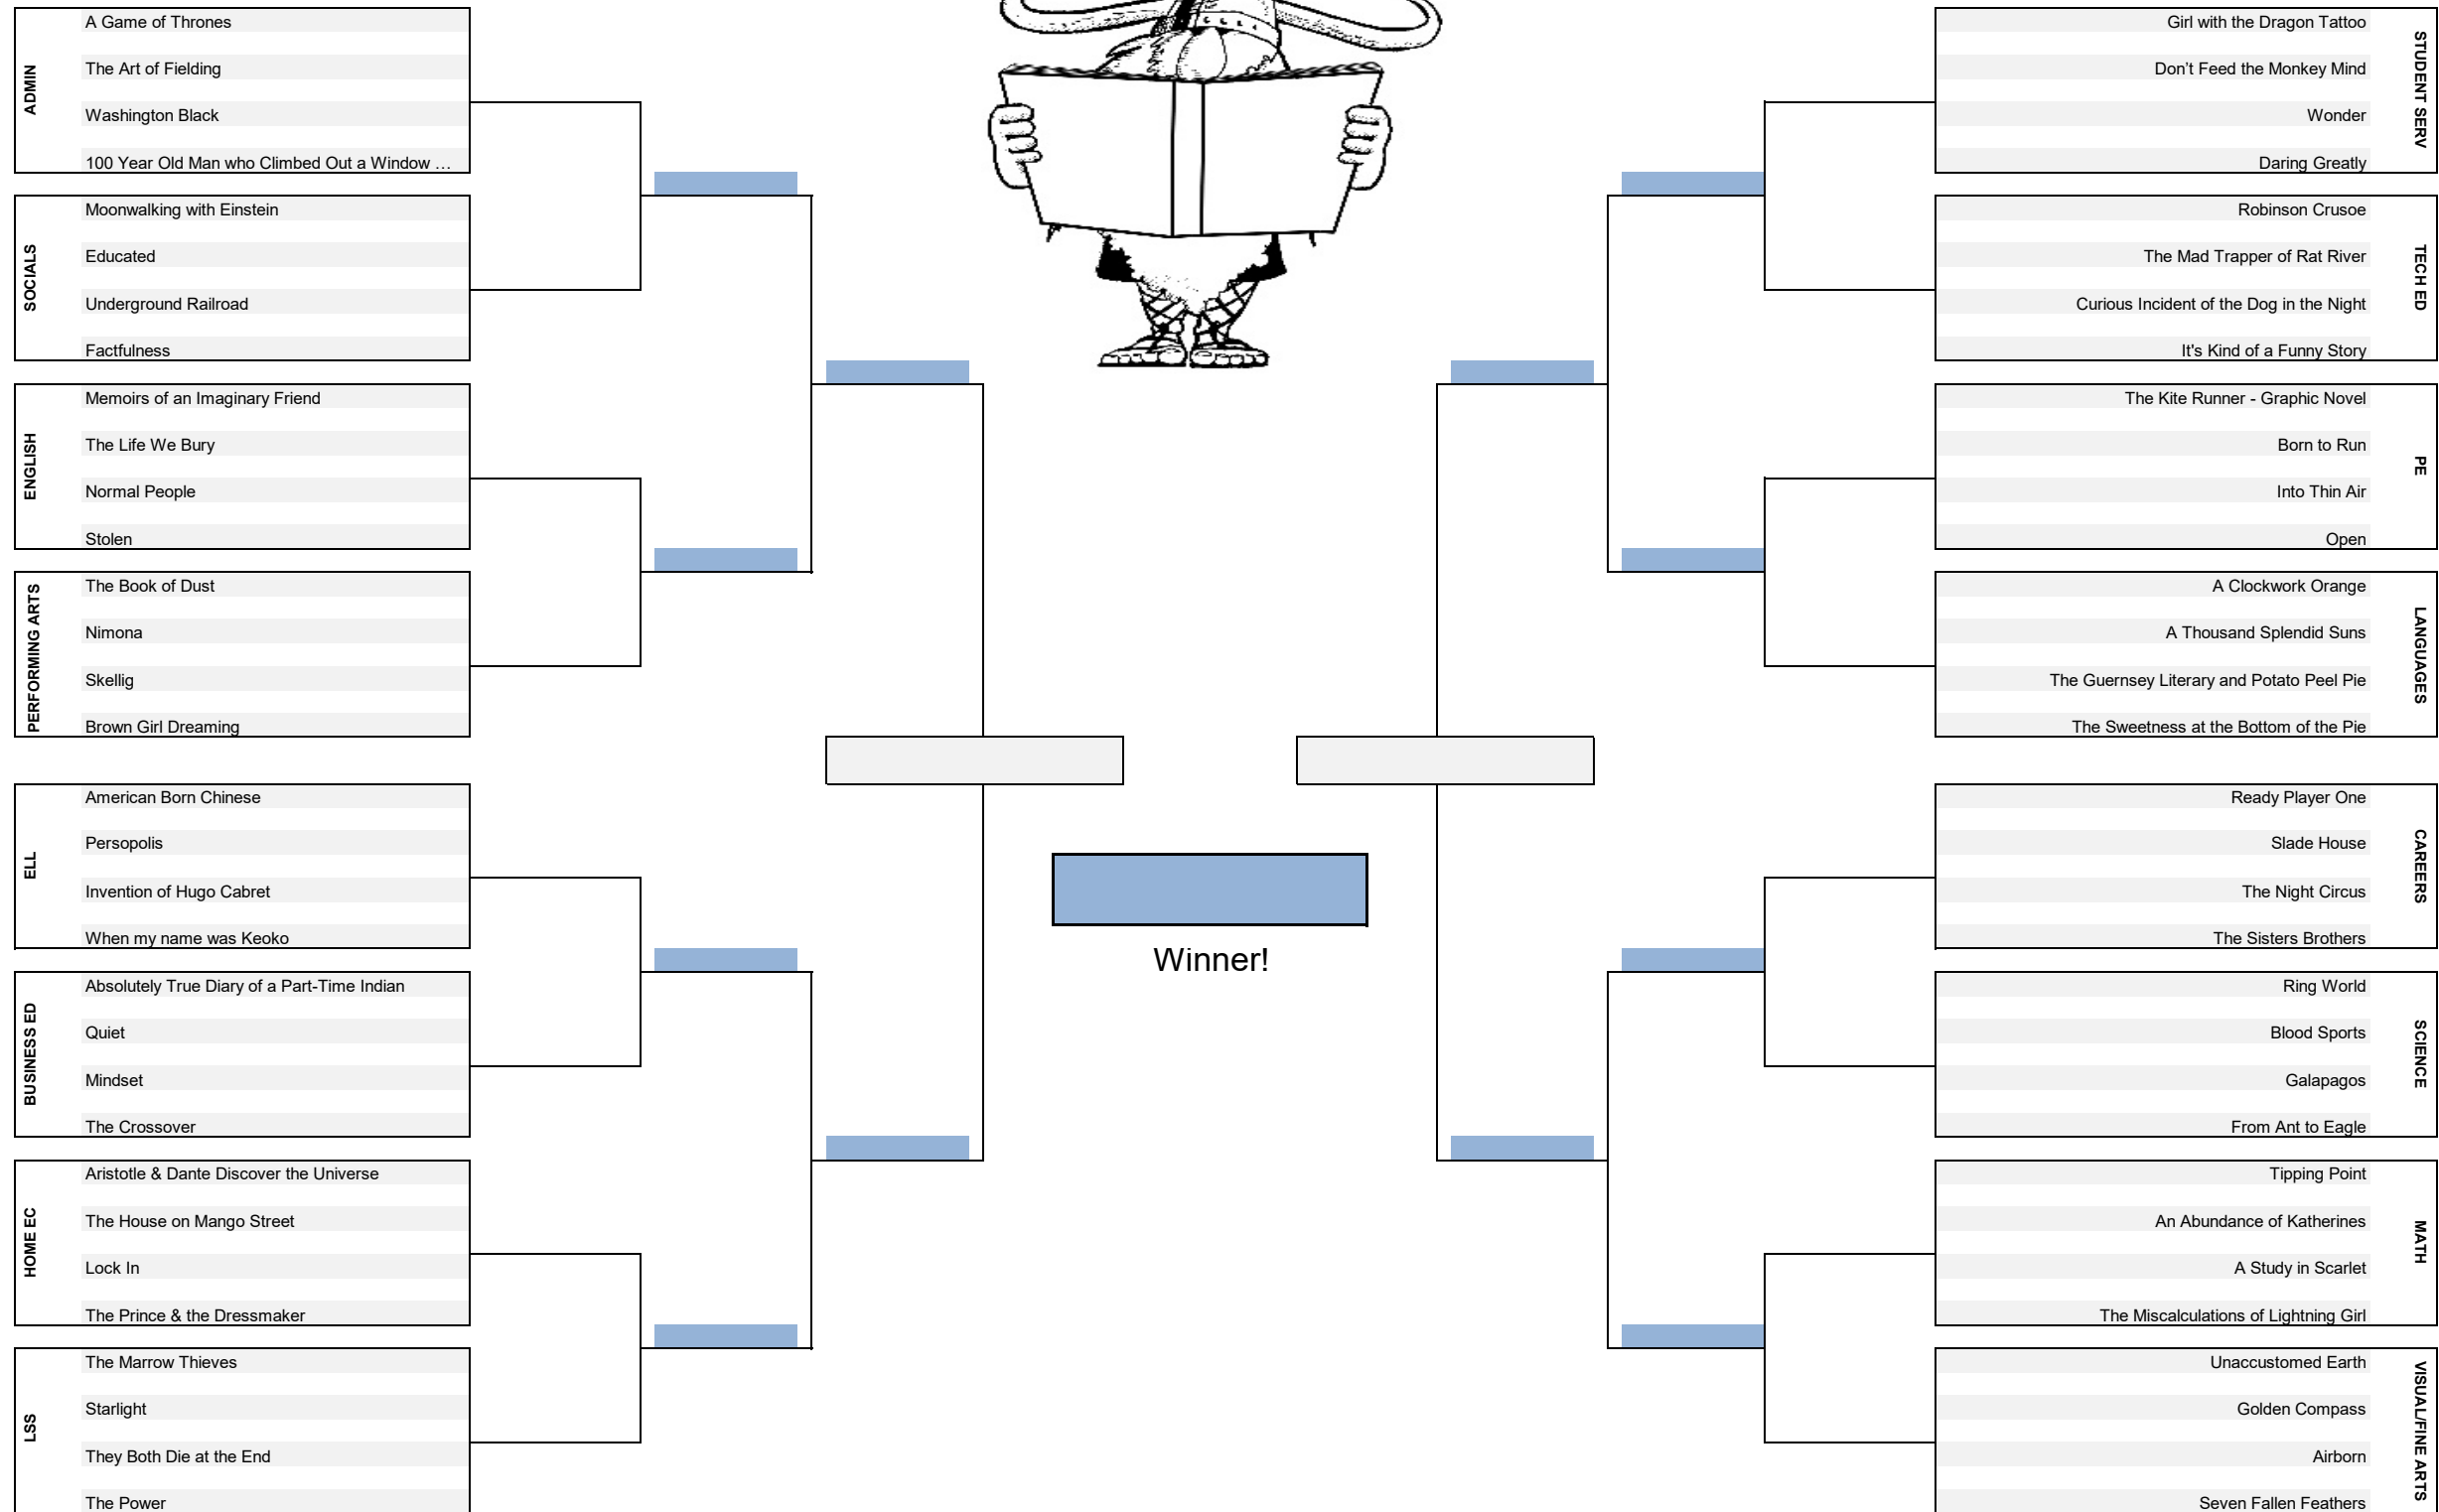 ADMIN
A Game of Thrones
The Art of Fielding
Washington Black
100 Year Old Man who Climbed Out a Window …
SOCIALS
Moonwalking with Einstein
Educated
Underground Railroad
Factfulness
ENGLISH
Memoirs of an Imaginary Friend
The Life We Bury
Normal People
Stolen
PERFORMING ARTS
The Book of Dust
Nimona
Skellig
Brown Girl Dreaming
ELL
American Born Chinese
Persopolis
Invention of Hugo Cabret
When my name was Keoko
BUSINESS ED
Absolutely True Diary of a Part-Time Indian
Quiet
Mindset
The Crossover
HOME EC
Aristotle & Dante Discover the Universe
The House on Mango Street
Lock In
The Prince & the Dressmaker
LSS
The Marrow Thieves
Starlight
They Both Die at the End
The Power
Winner!
STUDENT SERV
Girl with the Dragon Tattoo
Don’t Feed the Monkey Mind
Wonder
Daring Greatly
TECH ED
Robinson Crusoe
The Mad Trapper of Rat River
Curious Incident of the Dog in the Night
It's Kind of a Funny Story
PE
The Kite Runner - Graphic Novel
Born to Run
Into Thin Air
Open
LANGUAGES
A Clockwork Orange
A Thousand Splendid Suns
The Guernsey Literary and Potato Peel Pie
The Sweetness at the Bottom of the Pie
CAREERS
Ready Player One
Slade House
The Night Circus
The Sisters Brothers
SCIENCE
Ring World
Blood Sports
Galapagos
From Ant to Eagle
MATH
Tipping Point
An Abundance of Katherines
A Study in Scarlet
The Miscalculations of Lightning Girl
VISUAL/FINE ARTS
Unaccustomed Earth
Golden Compass
Airborn
Seven Fallen Feathers